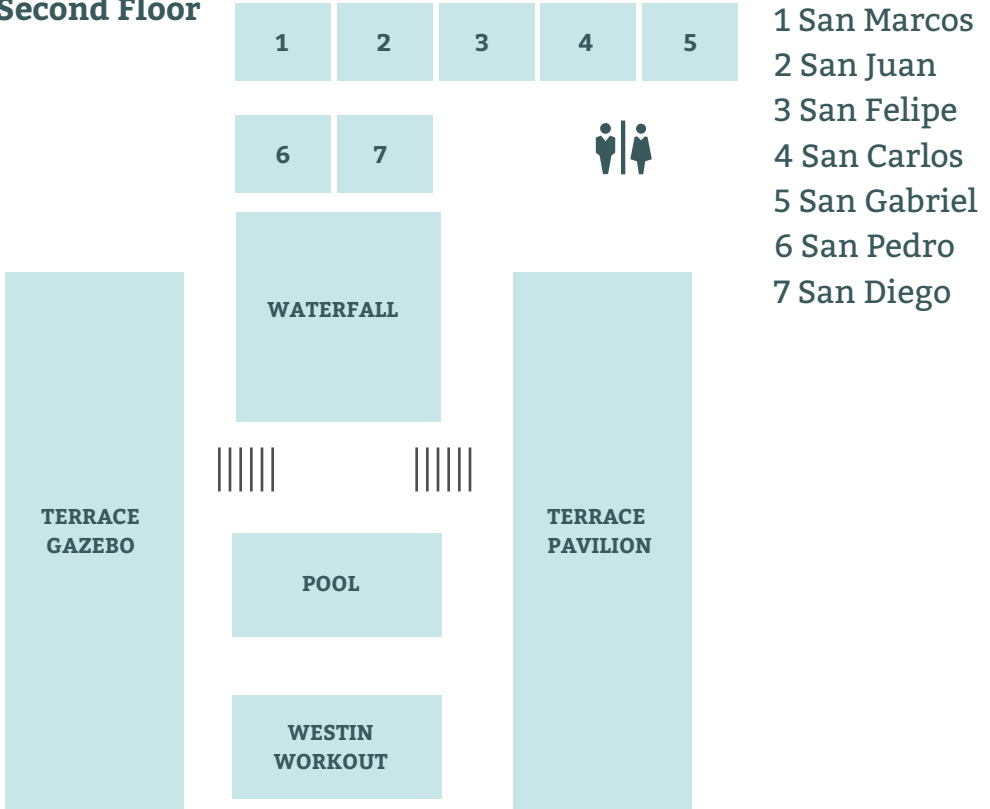 Second Floor
1
2
3
4
5
6
7
1 San Marcos
2 San Juan
3 San Felipe
4 San Carlos
5 San Gabriel
6 San Pedro
7 San Diego
WATERFALL
TERRACE
GAZEBO
TERRACE
PAVILION
POOL
WESTIN
WORKOUT